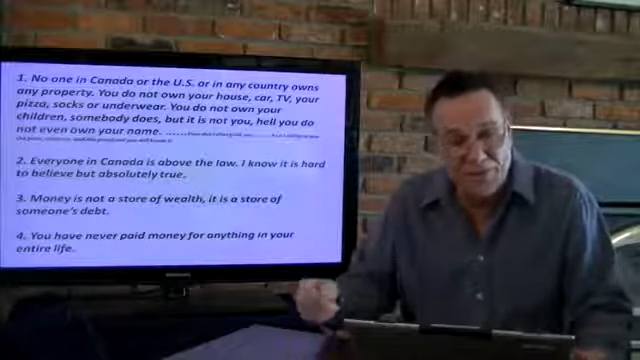 1. No one in Canada or the U.S. or in any country owns
any property. You do not own your house, car, TV, your
pizza, socks or underwear. You do not own your
children, somebody does, but it is not you, hell you do
not even own your name. ......
2. Everyone in Canada is above the law. I know it is hard
to believe but absolutely true.
3. Money is not a store of wealth, it is a store of
someone's debt.
4. You have never paid money for anything in your
entire life.